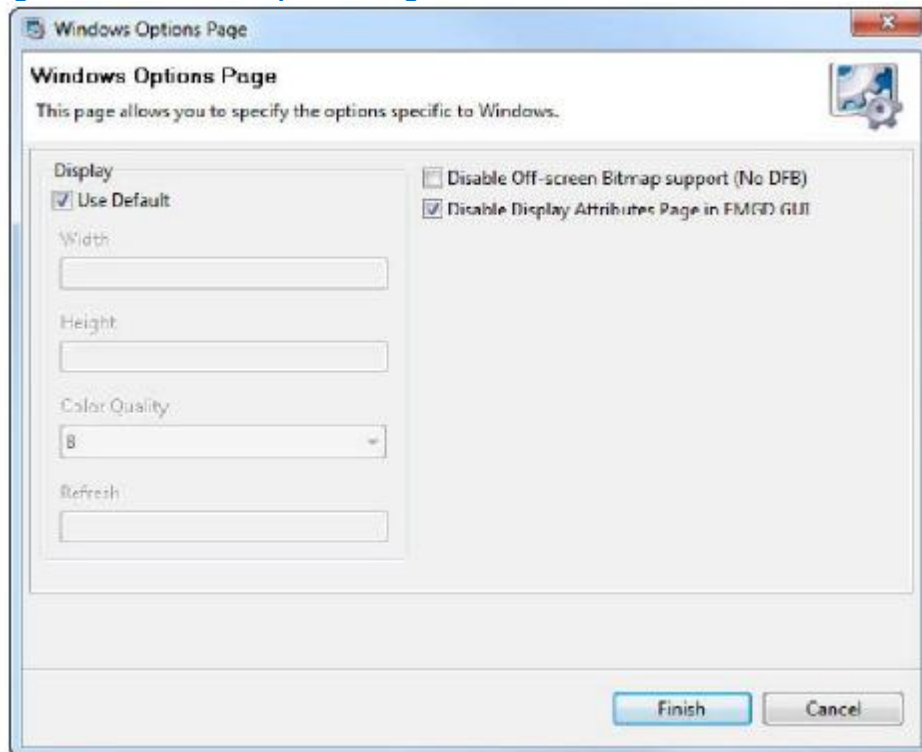 Windows Options Page
Windows Options Page
This page allows you to specify the options specific to Windows.
Display
Use Default
Width
Height
Color Quality
8
Refresh
Disable Off-screen Bitmap support (No DFB)
Disable Display Attributes Page in EMGD GUI
Finish
Cancel